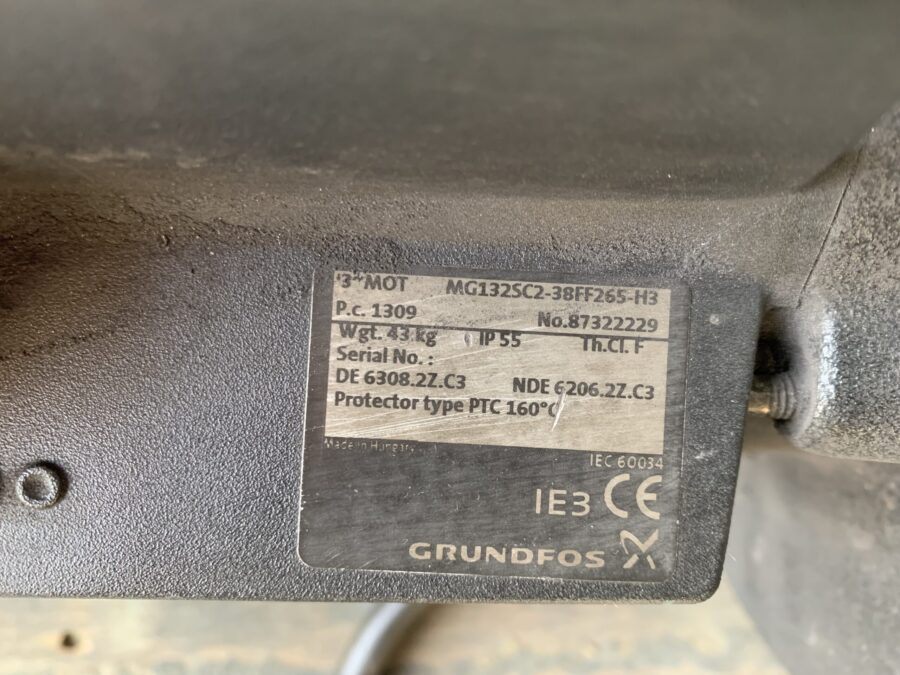 3~MOT MG132SC2-38FF265-H3
P.c. 1309 No.87322229
Wgt. 43 kg IP 55 Th.Cl. F
Serial No. :
DE 6308.2Z.C3 NDE 6206.2Z.C3
Protector type PTC 160°C
Made in Hungary
IEC 60034
IE3 CE
GRUNDFOS